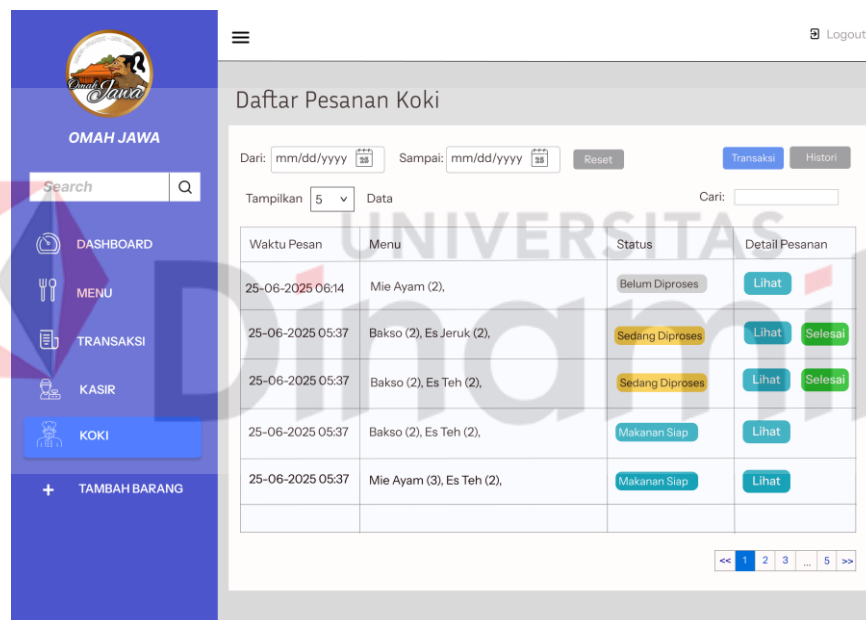 Logout
Omah Jawa
OMAH JAWA
Search
DASHBOARD
MENU
TRANSAKSI
KASIR
KOKI
+ TAMBAH BARANG
Daftar Pesanan Koki
Dari: mm/dd/yyyy 25 Sampai: mm/dd/yyyy 25 Reset Transaksi Histori
Tampilkan 5 Data Cari:
UNIVERSITAS
Dinami
Waktu Pesan Menu Status Detail Pesanan
25-06-2025 06:14 Mie Ayam (2), Belum Diproses Lihat
25-06-2025 05:37 Bakso (2), Es Jeruk (2), Sedang Diproses Lihat Selesai
25-06-2025 05:37 Bakso (2), Es Teh (2), Sedang Diproses Lihat Selesai
25-06-2025 05:37 Bakso (2), Es Teh (2), Makanan Siap Lihat
25-06-2025 05:37 Mie Ayam (3), Es Teh (2), Makanan Siap Lihat
<< 1 2 3 ... 5 >>